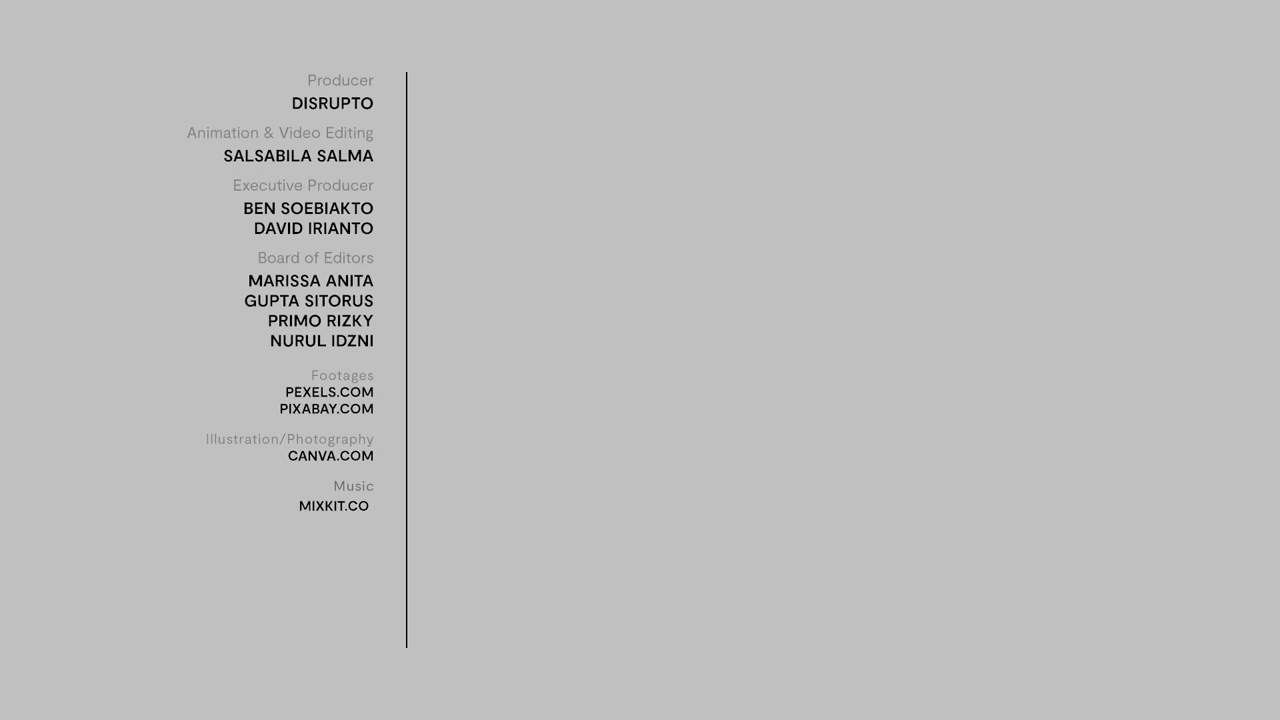 Producer
DISRUPTO
Animation & Video Editing
SALSABILA SALMA
Executive Producer
BEN SOEBIAKTO
DAVID IRIANTO
Board of Editors
MARISSA ANITA
GUPTA SITORUS
PRIMO RIZKY
NURUL IDZNI
Footages
PEXELS.COM
PIXABAY.COM
Illustration/Photography
CANVA.COM
Music
MIXKIT.CO